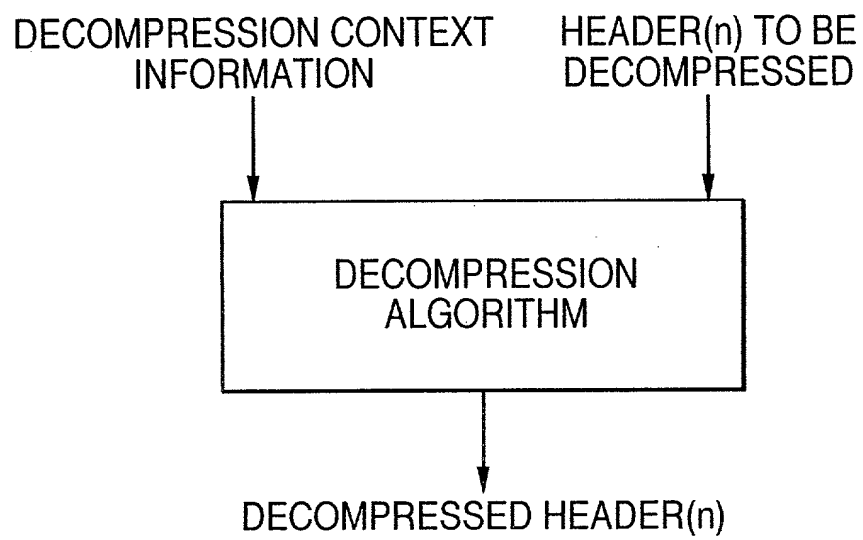 DECOMPRESSION CONTEXT
INFORMATION
HEADER(n) TO BE
DECOMPRESSED
DECOMPRESSION
ALGORITHM
DECOMPRESSED HEADER(n)